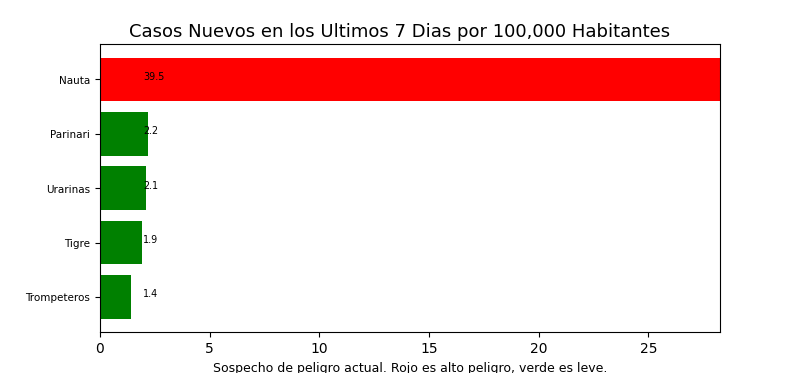 Casos Nuevos en los Ultimos 7 Dias por 100,000 Habitantes
Nauta 39.5
Parinari 2.2
Urarinas 2.1
Tigre 1.9
Trompeteros 1.4
0 5 10 15 20 25
Sospecho de peligro actual. Rojo es alto peligro, verde es leve.